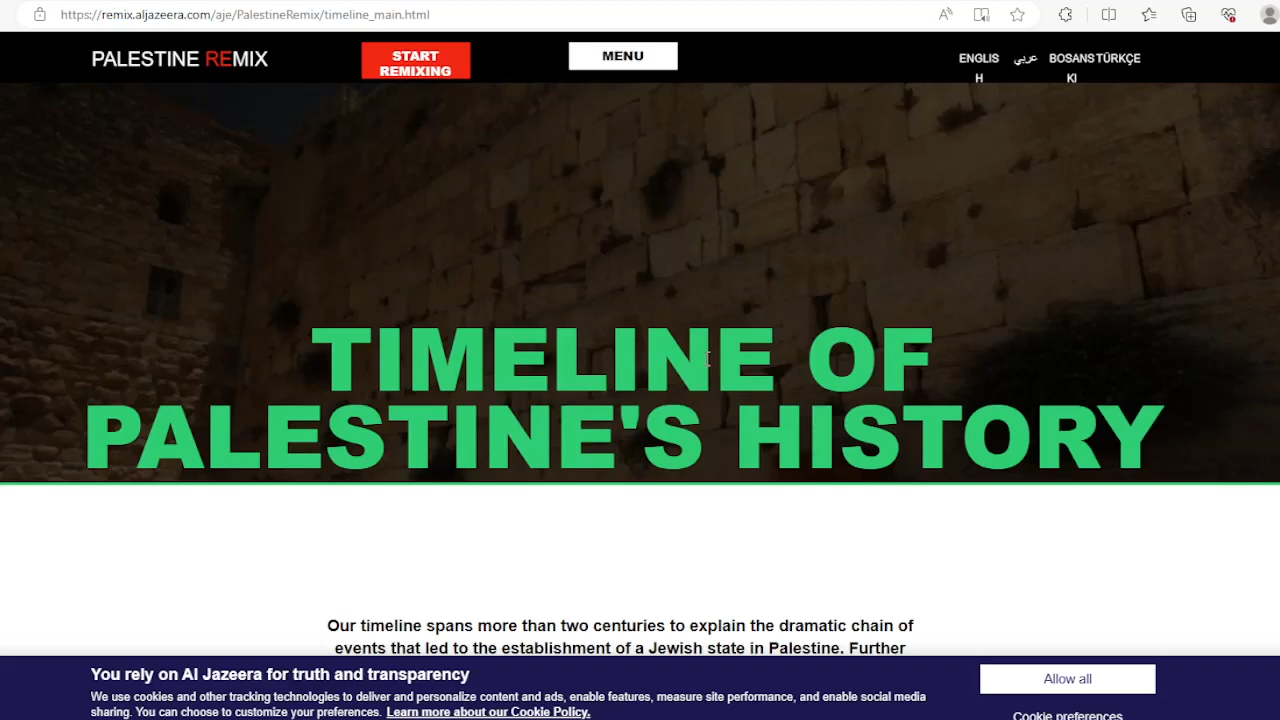 https://remix.aljazeera.com/aje/PalestineRemix/timeline_main.html
PALESTINE REMIX
START
REMIXING
MENU
ENGLIS
H
عربي
BOSANS
KI
TÜRKÇE
TIMELINE OF
PALESTINE'S HISTORY
Our timeline spans more than two centuries to explain the dramatic chain of
events that led to the establishment of a Jewish state in Palestine. Further
You rely on Al Jazeera for truth and transparency
We use cookies and other tracking technologies to deliver and personalize content and ads, enable features, measure site performance, and enable social media
sharing. You can choose to customize your preferences. Learn more about our Cookie Policy.
Allow all
Cookie preferences